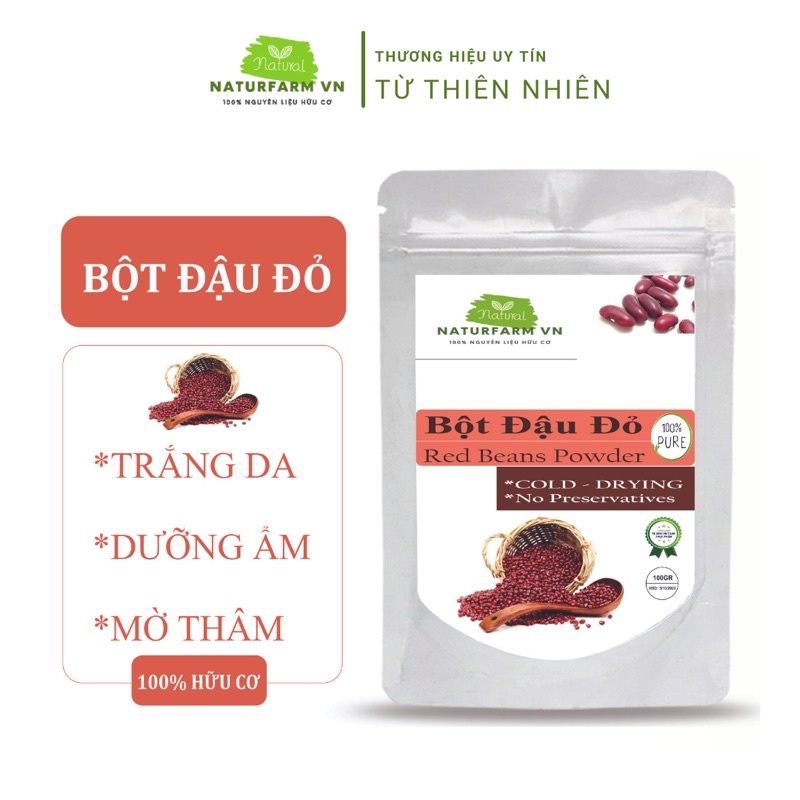 Natural
NATURFARM VN
100% NGUYÊN LIỆU HỮU CƠ
THƯƠNG HIỆU UY TÍN
TỪ THIÊN NHIÊN
BỘT ĐẬU ĐỎ
*TRẮNG DA
*DƯỠNG ẨM
*MỜ THÂM
100% HỮU CƠ
Natural
NATURFARM VN
100% NGUYÊN LIỆU HỮU CƠ
Bột Đậu Đỏ
Red Beans Powder
100%
PURE
*COLD - DRYING
*No Preservatives
100GR